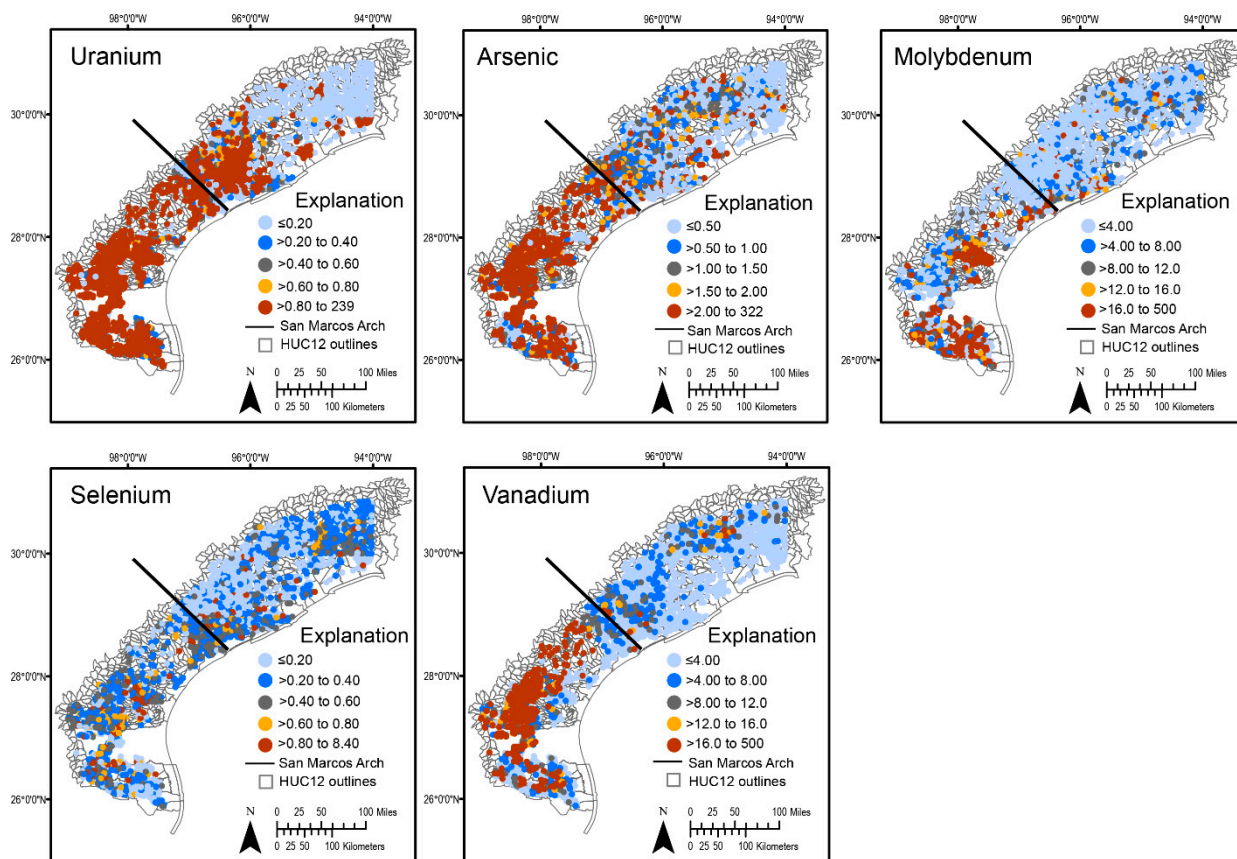 98°0'0"W 96°0'0"W 94°0'0"W
Uranium
30°0'0"N
28°0'0"N
26°0'0"N
Explanation
≤0.20
>0.20 to 0.40
>0.40 to 0.60
>0.60 to 0.80
>0.80 to 239
San Marcos Arch
HUC12 outlines
N
0 25 50 100 Miles
0 25 50 100 Kilometers
98°0'0"W 96°0'0"W 94°0'0"W
Arsenic
30°0'0"N
28°0'0"N
26°0'0"N
Explanation
≤0.50
>0.50 to 1.00
>1.00 to 1.50
>1.50 to 2.00
>2.00 to 322
San Marcos Arch
HUC12 outlines
N
0 25 50 100 Miles
0 25 50 100 Kilometers
98°0'0"W 96°0'0"W 94°0'0"W
Molybdenum
30°0'0"N
28°0'0"N
26°0'0"N
Explanation
≤4.00
>4.00 to 8.00
>8.00 to 12.0
>12.0 to 16.0
>16.0 to 500
San Marcos Arch
HUC12 outlines
N
0 25 50 100 Miles
0 25 50 100 Kilometers
98°0'0"W 96°0'0"W 94°0'0"W
Selenium
30°0'0"N
28°0'0"N
26°0'0"N
Explanation
≤0.20
>0.20 to 0.40
>0.40 to 0.60
>0.60 to 0.80
>0.80 to 8.40
San Marcos Arch
HUC12 outlines
N
0 25 50 100 Miles
0 25 50 100 Kilometers
98°0'0"W 96°0'0"W 94°0'0"W
Vanadium
30°0'0"N
28°0'0"N
26°0'0"N
Explanation
≤4.00
>4.00 to 8.00
>8.00 to 12.0
>12.0 to 16.0
>16.0 to 500
San Marcos Arch
HUC12 outlines
N
0 25 50 100 Miles
0 25 50 100 Kilometers